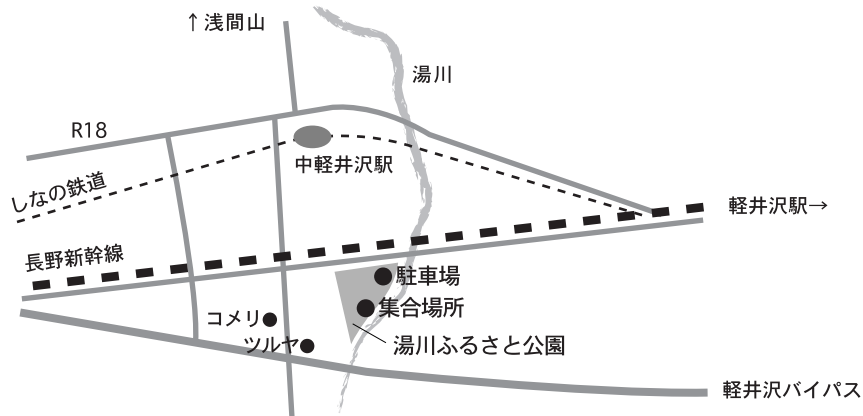 ↑浅間山
湯川
R18
中軽井沢駅
しなの鉄道
軽井沢駅→
長野新幹線
駐車場
集合場所
コメリ
ツルヤ
湯川ふるさと公園
軽井沢バイパス